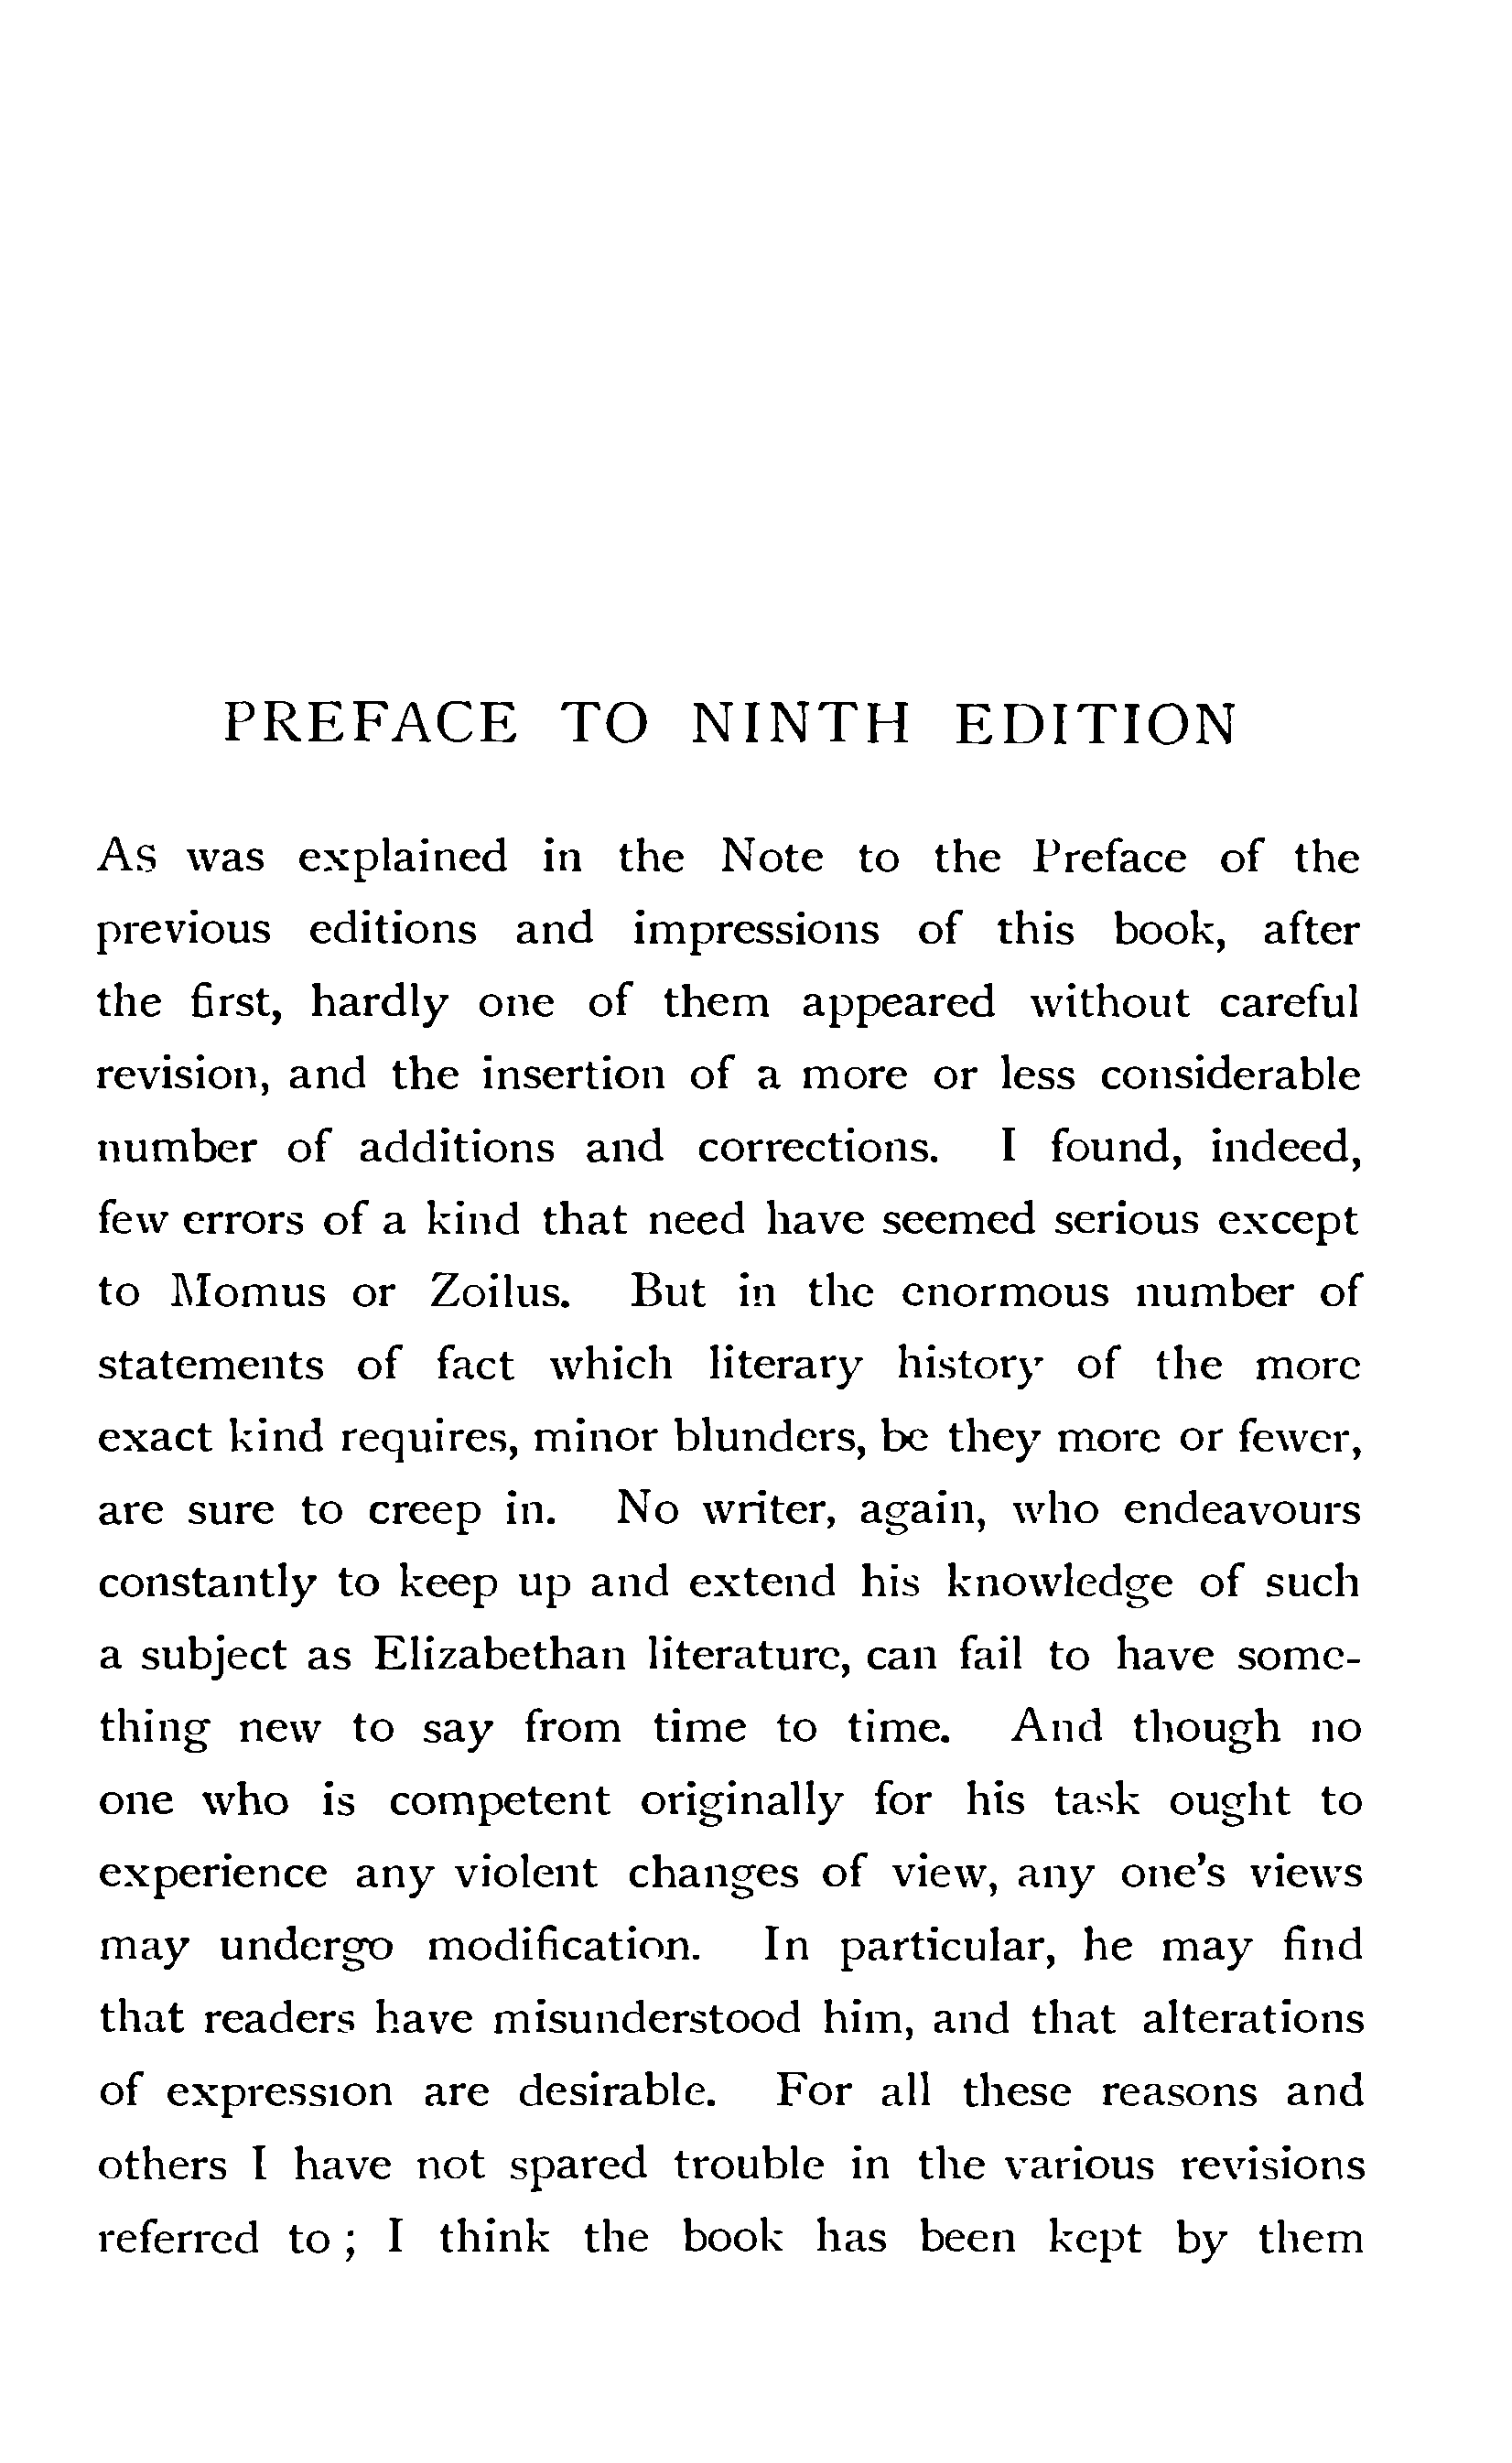 PREFACE TO NINTH EDITION
As was explained in the Note to the Preface of the
previous editions and impressions of this book, after
the first, hardly one of them appeared without careful
revision, and the insertion of a more or less considerable
number of additions and corrections. I found, indeed,
few errors of a kind that need have seemed serious except
to Momus or Zoilus. But in the enormous number of
statements of fact which literary history of the more
exact kind requires, minor blunders, be they more or fewer,
are sure to creep in. No writer, again, who endeavours
constantly to keep up and extend his knowledge of such
a subject as Elizabethan literature, can fail to have some-
thing new to say from time to time. And though no
one who is competent originally for his task ought to
experience any violent changes of view, any one's views
may undergo modification. In particular, he may find
that readers have misunderstood him, and that alterations
of expression are desirable. For all these reasons and
others I have not spared trouble in the various revisions
referred to ; I think the book has been kept by them